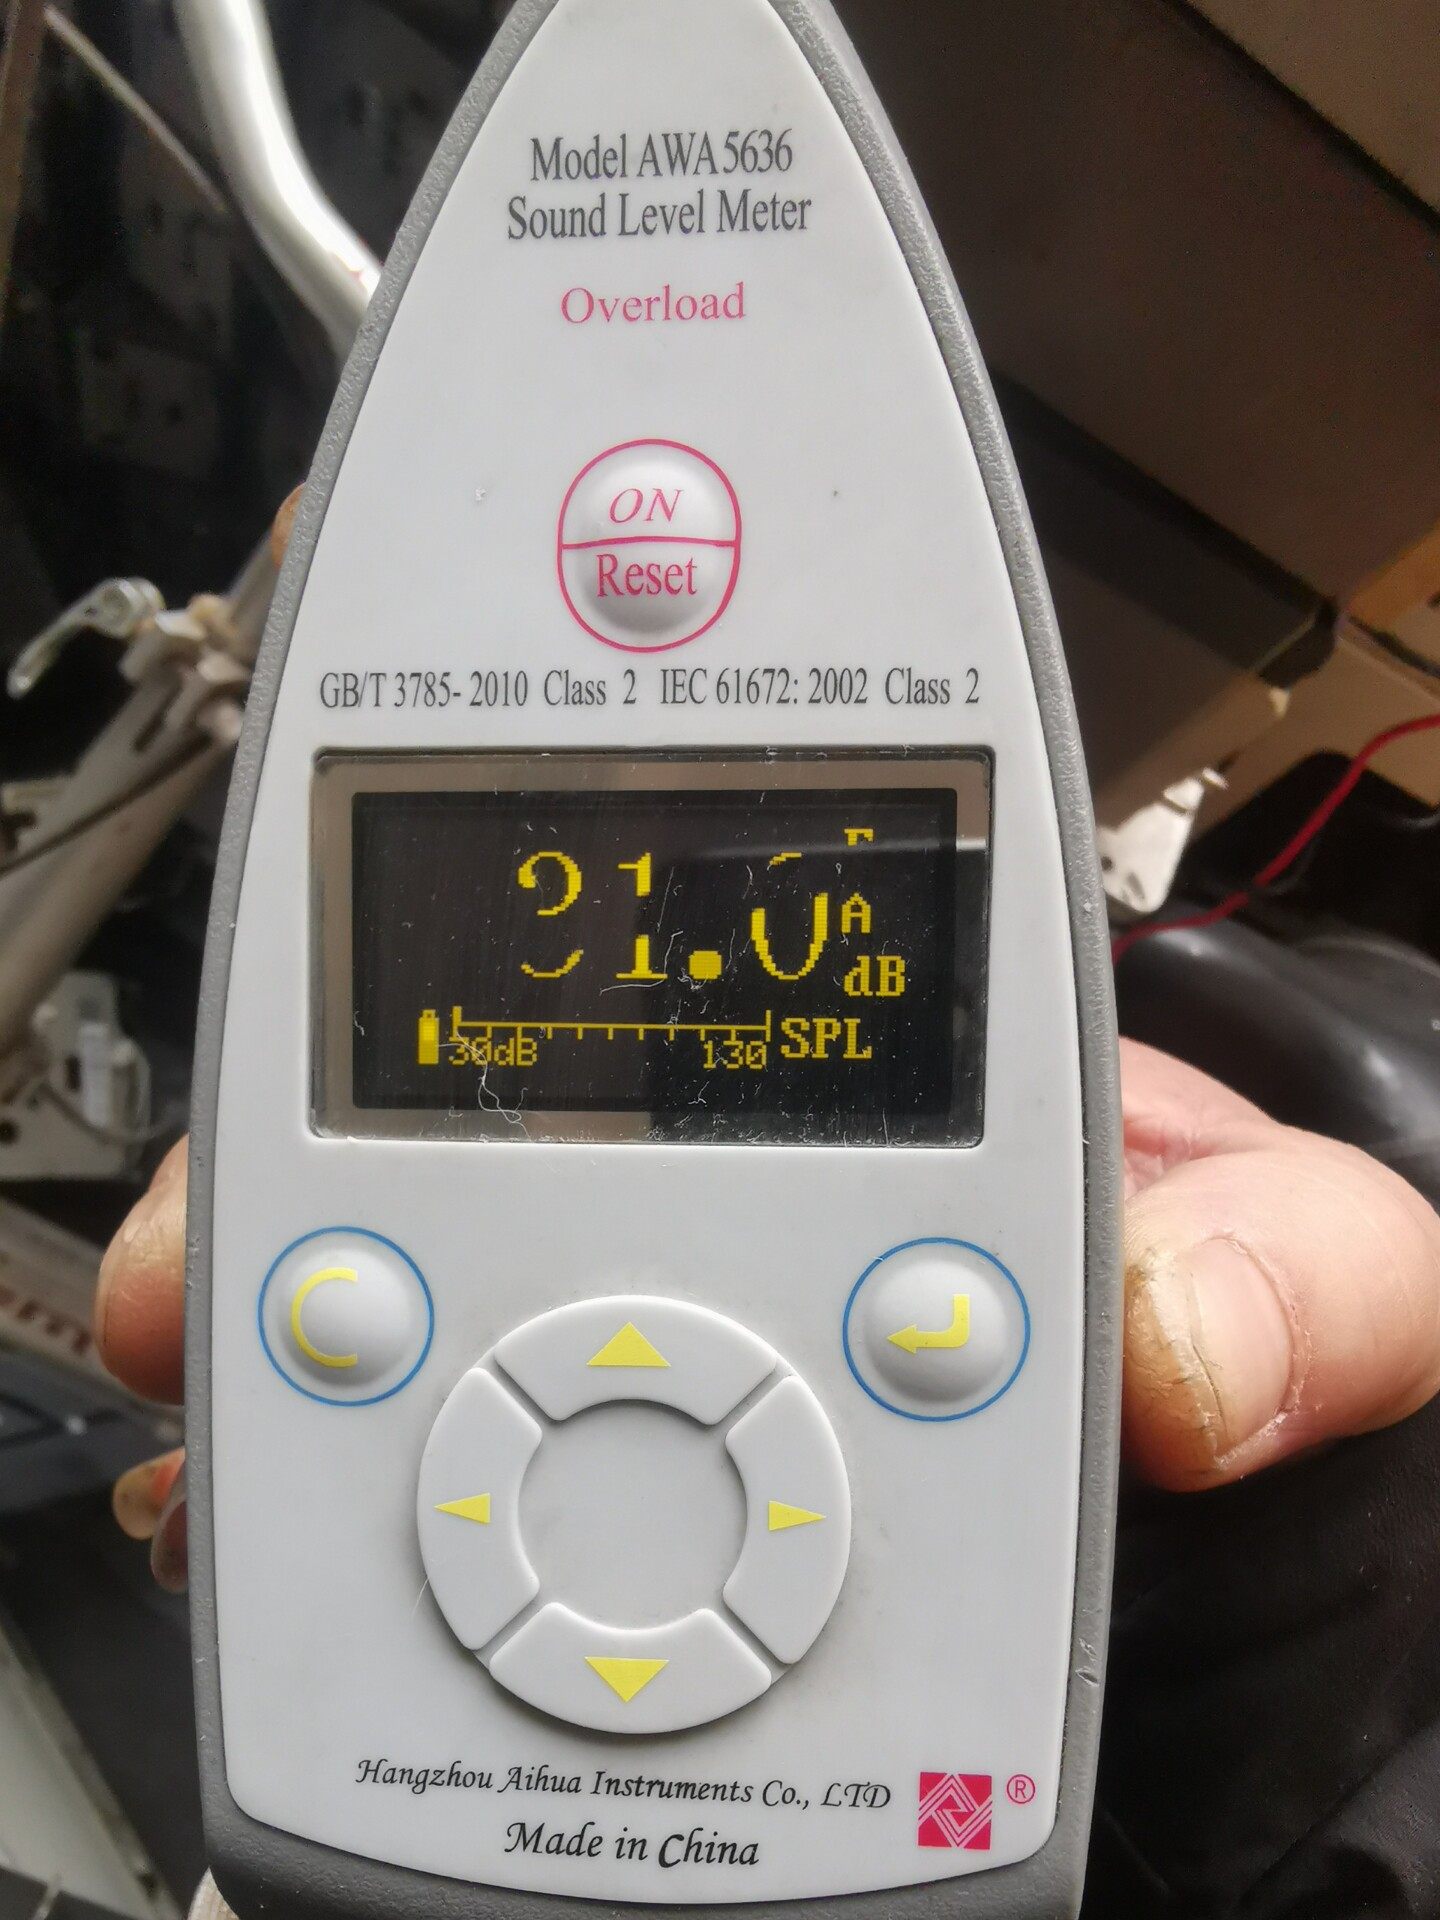 Model AWA5636
Sound Level Meter
Overload
ON
Reset
GB/T 3785-2010 Class 2 IEC 61672: 2002 Class 2
A
dB
30dB 130 SPL
C
Hangzhou Aihua Instruments Co., LTD ®
Made in China